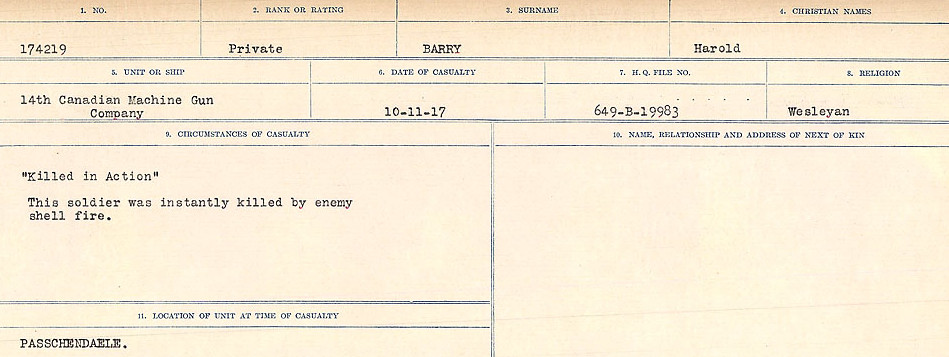 1. NO. 2. RANK OR RATING 3. SURNAME 4. CHRISTIAN NAMES
174219 Private BARRY Harold
5. UNIT OR SHIP 6. DATE OF CASUALTY 7. H. Q. FILE NO. 8. RELIGION
14th Canadian Machine Gun
Company 10-11-17 649-B-19983 Wesleyan
9. CIRCUMSTANCES OF CASUALTY 10. NAME, RELATIONSHIP AND ADDRESS OF NEXT OF KIN
"Killed in Action"
This soldier was instantly killed by enemy
shell fire.
11. LOCATION OF UNIT AT TIME OF CASUALTY
PASSCHENDAELE.